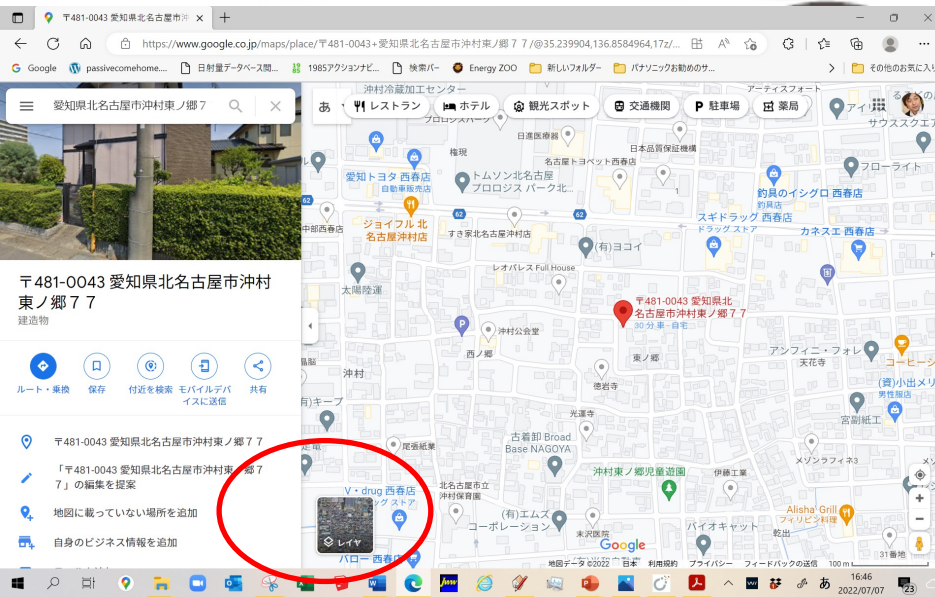 〒481-0043 愛知県北名古屋市沖
https://www.google.co.jp/maps/place/〒481-0043+愛知県北名古屋市沖村東ノ郷77/@35.239904,136.8584964,17z/...
Google
passivecomehome....
日射量データベース閲...
1985アクションナビ...
検索バー
Energy ZOO
新しいフォルダー
パナソニックお勧めのサ...
その他のお気に入り
愛知県北名古屋市沖村東ノ郷7
〒481-0043 愛知県北名古屋市沖村
東ノ郷77
建造物
ルート・乗換
保存
付近を検索
モバイルデバ
イスに送信
共有
〒481-0043 愛知県北名古屋市沖村東ノ郷77
「〒481-0043 愛知県北名古屋市沖村東ノ郷7
7」の編集を提案
地図に載っていない場所を追加
自身のビジネス情報を追加
沖村冷蔵加工センター
アーティスフォート
あ
レストラン
ホテル
観光スポット
交通機関
駐車場
薬局
プロロジスパーク
サウススクエア
日進医療器
権現
日本品質保証機構
名古屋トヨペット西春店
愛知トヨタ 西春店
自動車販売店
トムソン北名古屋
プロロジス パーク北...
フローライト
釣具のイシグロ 西春店
釣具店
62
62
62
ジョイフル 北
名古屋沖村店
中部西春店
すき家北名古屋沖村店
スギドラッグ 西春店
ドラッグ ストア
カネスエ 西春店
(有)ヨコイ
レオパレス Full House
太陽陸運
〒481-0043 愛知県北
名古屋市沖村東ノ郷77
30 分 車 - 自宅
沖村公会堂
西ノ郷
東ノ郷
アンフィニ・フォレ
天花寺
コーヒー
沖村
徳岩寺
(資)小出メリ
男性服店
有)キープ
光運寺
宮副紙工
尾張紙業
古着卸 Broad
Base NAGOYA
メゾンラフィネ3
沖村東ノ郷児童遊園
伊藤工業
V・drug 西春店
ッグ ストア
北名古屋市立
沖村保育園
(有)エムズ
コーポレーション
末沢医院
バイオキャット
Alisha' Grill
フィリピン料理
乾出
レイヤ
バロー 西春店
31番地
Google
地図データ ©2022
日本
利用規約
プライバシー
フィードバックの送信
100 m
あ
16:46
2022/07/07
23